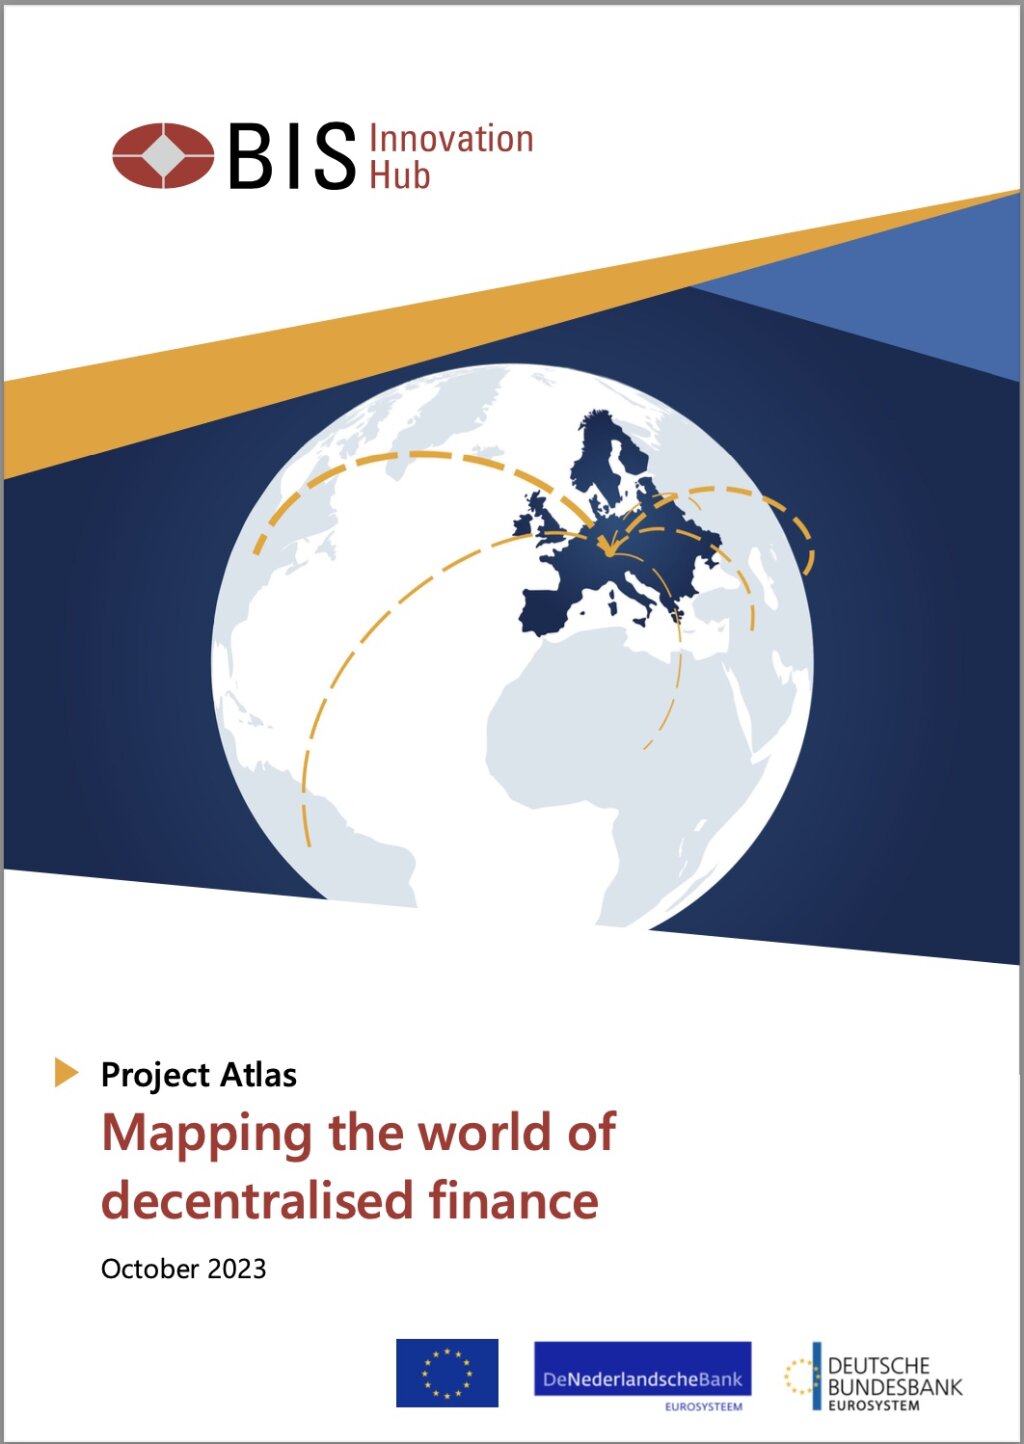 BIS Innovation
Hub
Project Atlas
Mapping the world of
decentralised finance
October 2023
DeNederlandscheBank
EUROSYSTEEM
DEUTSCHE
BUNDESBANK
EUROSYSTEM